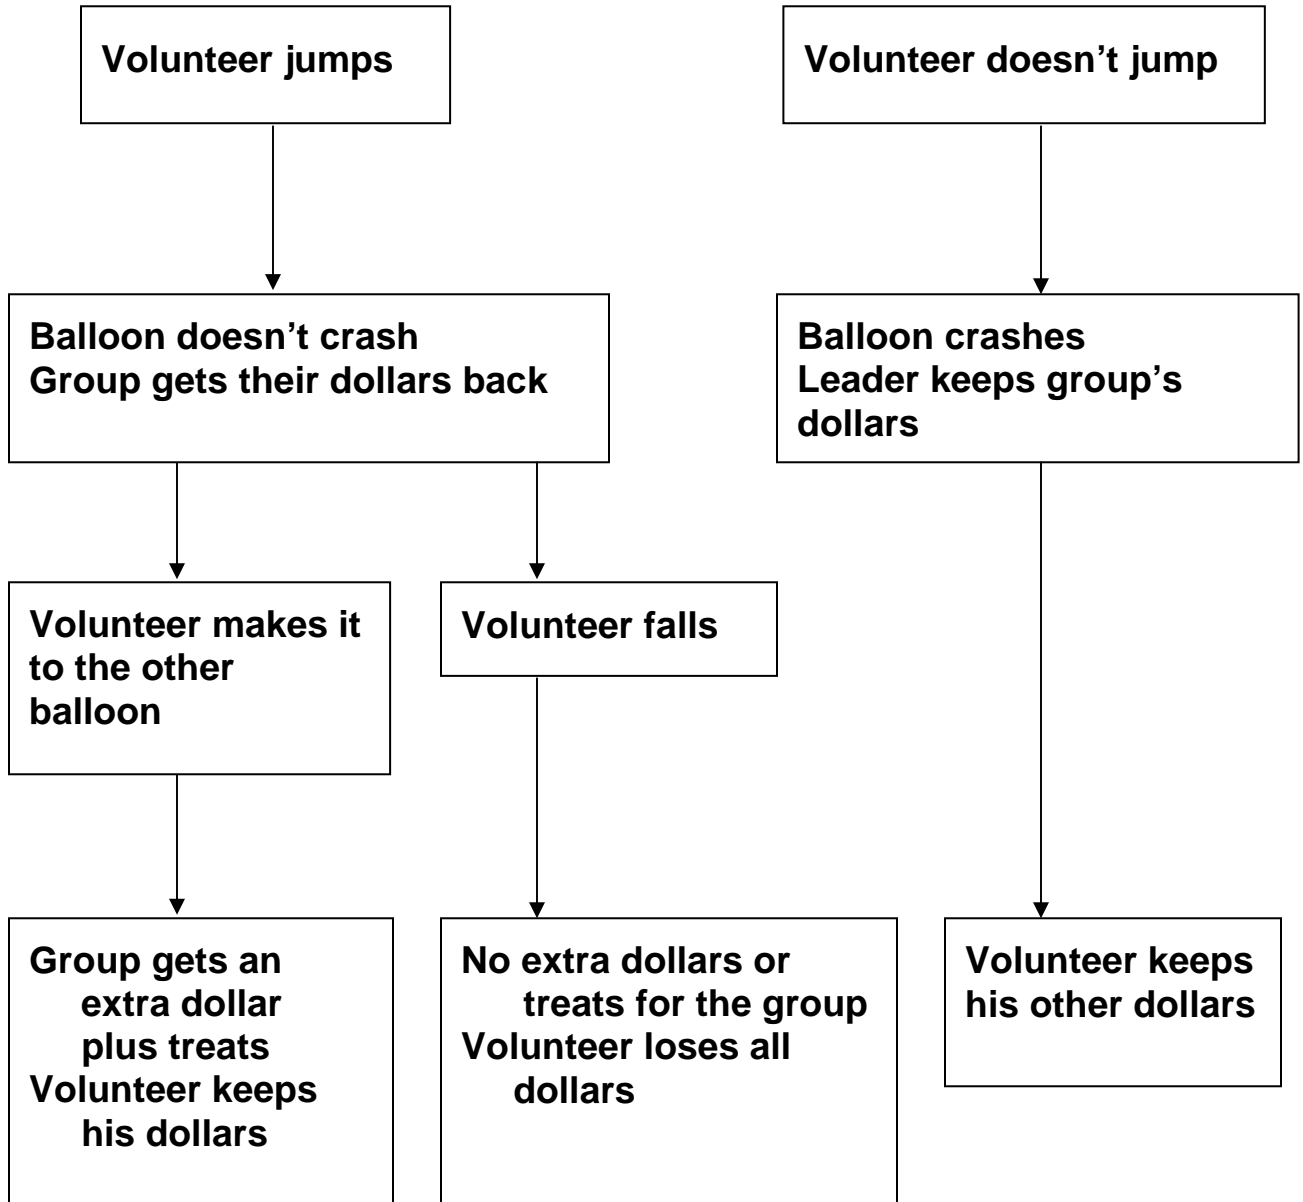 Volunteer jumps
Volunteer doesn’t jump
Balloon doesn’t crash
Group gets their dollars back
Balloon crashes
Leader keeps group’s
dollars
Volunteer makes it
to the other
balloon
Volunteer falls
Group gets an
extra dollar
plus treats
Volunteer keeps
his dollars
No extra dollars or
treats for the group
Volunteer loses all
dollars
Volunteer keeps
his other dollars